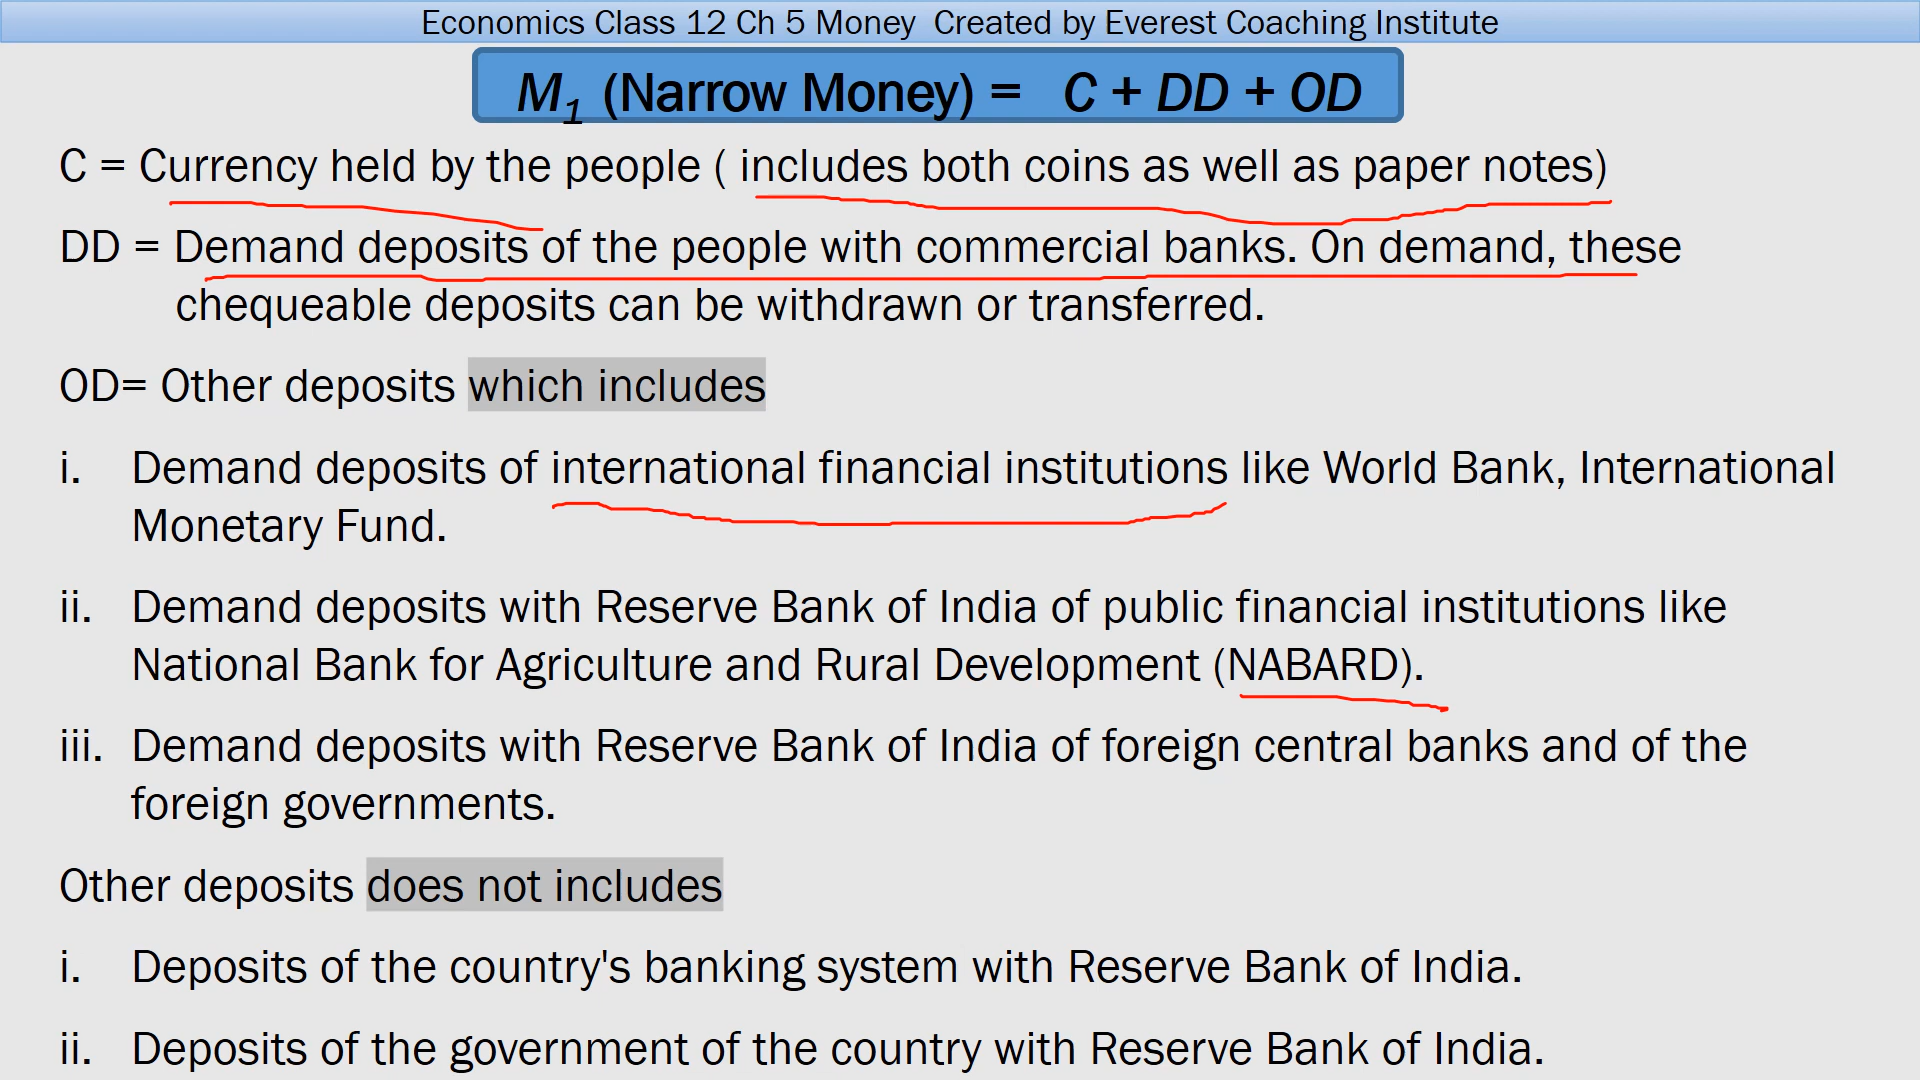 Economics Class 12 Ch 5 Money  Created by Everest Coaching Institute
M1 (Narrow Money) =   C + DD + OD
C = Currency held by the people ( includes both coins as well as paper notes)
DD = Demand deposits of the people with commercial banks. On demand, these
chequeable deposits can be withdrawn or transferred.
OD= Other deposits which includes
i. Demand deposits of international financial institutions like World Bank, International
Monetary Fund.
ii. Demand deposits with Reserve Bank of India of public financial institutions like
National Bank for Agriculture and Rural Development (NABARD).
iii. Demand deposits with Reserve Bank of India of foreign central banks and of the
foreign governments.
Other deposits does not includes
i. Deposits of the country's banking system with Reserve Bank of India.
ii. Deposits of the government of the country with Reserve Bank of India.